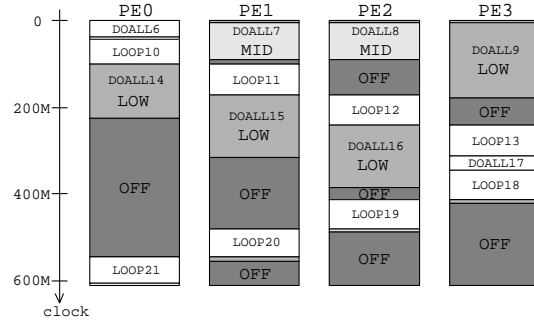 PE0 PE1 PE2 PE3
0
DOALL6
LOOP10
DOALL14
LOW
OFF
LOOP21
DOALL7
MID
LOOP11
DOALL15
LOW
OFF
LOOP20
OFF
DOALL8
MID
OFF
LOOP12
DOALL16
LOW
OFF
LOOP19
OFF
DOALL9
LOW
OFF
LOOP13
DOALL17
LOOP18
OFF
200M
400M
600M
clock